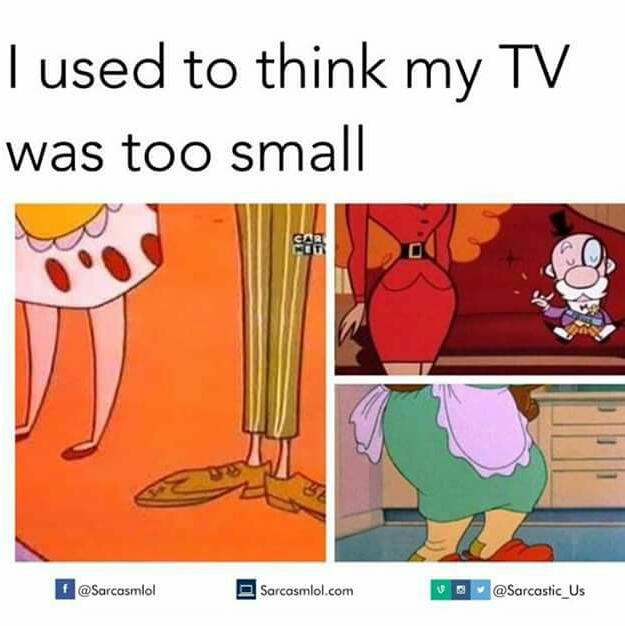 I used to think my TV
was too small
@Sarcasmlol
Sarcasmlol.com
@Sarcastic_Us